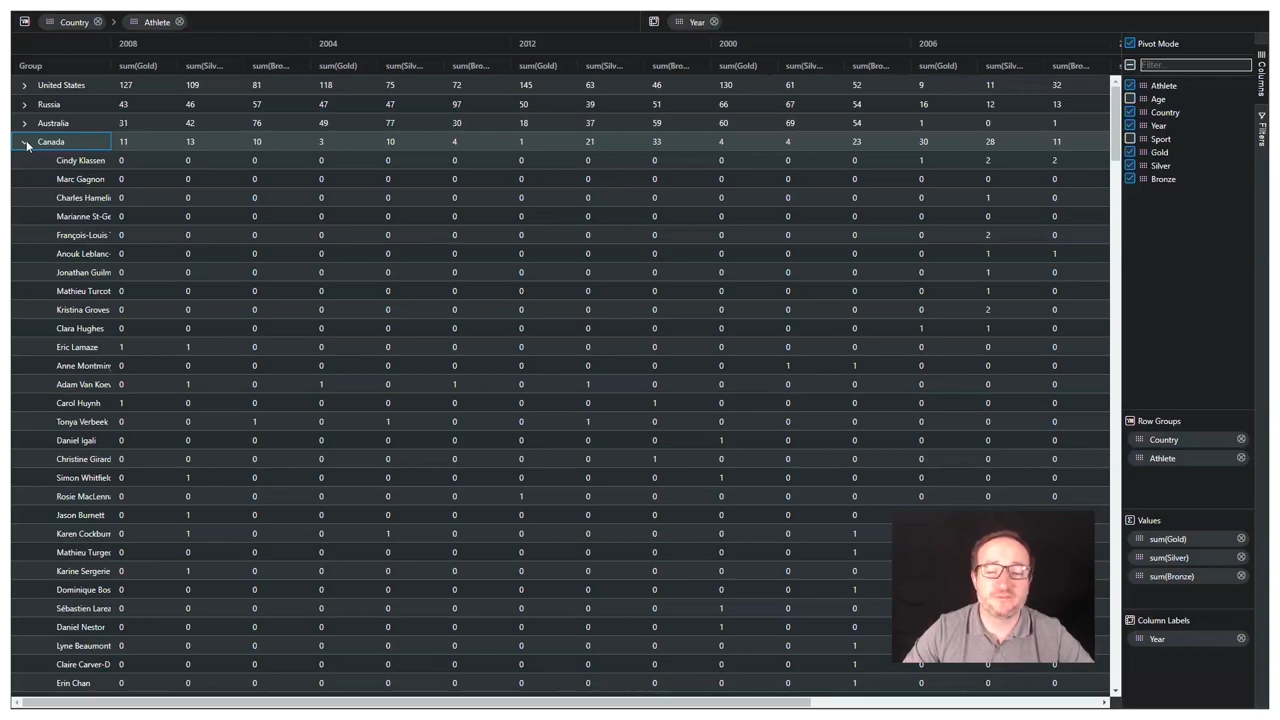 Country > Athlete Year
2008 2004 2012 2000 2006
Group sum(Gold) sum(Silv... sum(Bro... sum(Gold) sum(Silv... sum(Bro... sum(Gold) sum(Silv... sum(Bro... sum(Gold) sum(Silv... sum(Bro... sum(Gold) sum(Silv... sum(Bro...
United States 127 109 81 118 75 72 145 63 46 130 61 52 9 11 32
Russia 43 46 57 47 47 97 50 39 51 66 67 54 16 12 13
Australia 31 42 76 49 77 30 18 37 59 60 69 54 1 0 1
Canada 11 13 10 3 10 4 1 21 33 4 4 23 30 28 11
Cindy Klassen 0 0 0 0 0 0 0 0 0 0 0 0 1 2 2
Marc Gagnon 0 0 0 0 0 0 0 0 0 0 0 0 0 0 0
Charles Hamelin 0 0 0 0 0 0 0 0 0 0 0 0 0 1 0
Marianne St-Ge 0 0 0 0 0 0 0 0 0 0 0 0 0 0 0
François-Louis 0 0 0 0 0 0 0 0 0 0 0 0 0 2 0
Anouk Leblanc- 0 0 0 0 0 0 0 0 0 0 0 0 0 1 1
Jonathan Guilm 0 0 0 0 0 0 0 0 0 0 0 0 0 1 0
Mathieu Turcot 0 0 0 0 0 0 0 0 0 0 0 0 0 1 0
Kristina Groves 0 0 0 0 0 0 0 0 0 0 0 0 0 2 0
Clara Hughes 0 0 0 0 0 0 0 0 0 0 0 0 1 1 0
Eric Lamaze 1 1 0 0 0 0 0 0 0 0 0 0 0 0 0
Anne Montminy 0 0 0 0 0 0 0 0 0 0 1 1 0 0 0
Adam Van Koev 0 1 0 1 0 1 0 1 0 0 0 0 0 0 0
Carol Huynh 1 0 0 0 0 0 0 0 1 0 0 0 0 0 0
Tonya Verbeek 0 0 1 0 1 0 0 1 0 0 0 0 0 0 0
Daniel Igali 0 0 0 0 0 0 0 0 0 1 0 0 0 0 0
Christine Girard 0 0 0 0 0 0 0 0 1 0 0 0 0 0 0
Simon Whitfield 0 1 0 0 0 0 0 0 0 1 0 0 0 0 0
Rosie MacLenna 0 0 0 0 0 0 1 0 0 0 0 0 0 0 0
Jason Burnett 0 1 0 0 0 0 0 0 0 0 0 0
Karen Cockburn 0 1 0 0 1 0 0 0 0 0 0 1
Mathieu Turgeo 0 0 0 0 0 0 0 0 0 0 0 1
Karine Sergerie 0 1 0 0 0 0 0 0 0 0 0 0
Dominique Bos 0 0 0 0 0 0 0 0 0 0 0 1
Sébastien Larea 0 0 0 0 0 0 0 0 0 1 0 0
Daniel Nestor 0 0 0 0 0 0 0 0 0 1 0 0
Lyne Beaumont 0 0 0 0 0 0 0 0 0 0 0 1
Claire Carver-D 0 0 0 0 0 0 0 0 0 0 0 1 0 0 0
Erin Chan 0 0 0 0 0 0 0 0 0 0 0 1 0 0 0
Pivot Mode
Filter...
Athlete
Age
Country
Year
Sport
Gold
Silver
Bronze
Row Groups
Country
Athlete
Values
sum(Gold)
sum(Silver)
sum(Bronze)
Column Labels
Year
Columns
Filters